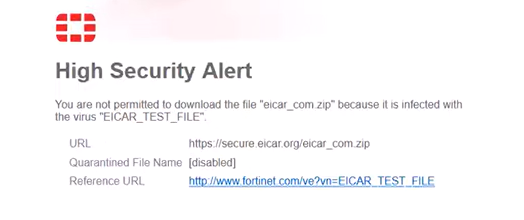 High Security Alert
You are not permitted to download the file "eicar_com.zip" because it is infected with
the virus "EICAR_TEST_FILE".
URL https://secure.eicar.org/eicar_com.zip
Quarantined File Name [disabled]
Reference URL http://www.fortinet.com/ve?vn=EICAR_TEST_FILE